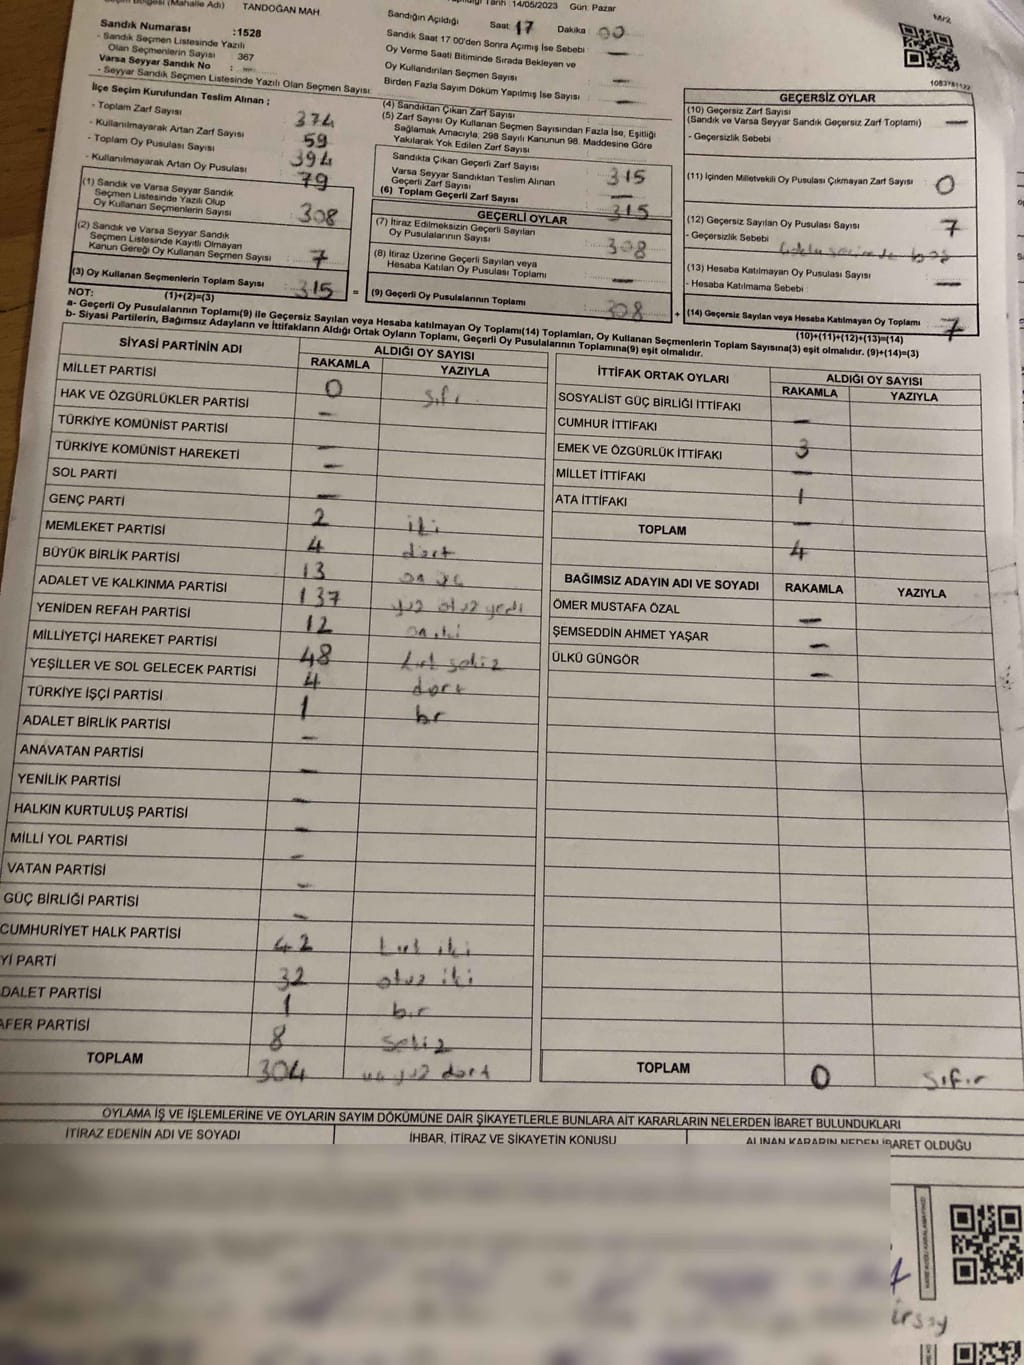 (Mahalle Adı) TANDOĞAN MAH
Tarih 14/05/2023 Gün: Pazar
Sandık Numarası :1528
- Sandık Seçmen Listesinde Yazılı
Olan Seçmenlerin Sayısı : 367
Varsa Seyyar Sandık No :
- Seyyar Sandık Seçmen Listesinde Yazılı Olan Seçmen Sayısı:
Sandığın Açıldığı Saat: 17 Dakika : 00
Sandık Saat 17:00'den Sonra Açımış İse Sebebi : —
Oy Verme Saati Bitiminde Sırada Bekleyen ve
Oy Kullandırılan Seçmen Sayısı : —
Birden Fazla Sayım Döküm Yapılmış İse Sayısı : —
M/2
İlçe Seçim Kurulundan Teslim Alınan ;
- Toplam Zarf Sayısı 374
- Kullanılmayarak Artan Zarf Sayısı 59
- Toplam Oy Pusulası Sayısı 394
- Kullanılmayarak Artan Oy Pusulası 79
(1) Sandık ve Varsa Seyyar Sandık
Seçmen Listesinde Yazılı Olup
Oy Kullanan Seçmenlerin Sayısı : 308
(2) Sandık ve Varsa Seyyar Sandık
Seçmen Listesinde Kayıtlı Olmayan
Kanun Gereği Oy Kullanan Seçmen Sayısı : 7
(3) Oy Kullanan Seçmenlerin Toplam Sayısı : 315 =
(4) Sandıktan Çıkan Zarf Sayısı
(5) Zarf Sayısı Oy Kullanan Seçmen Sayısından Fazla İse, Eşitliği
Sağlamak Amacıyla, 298 Sayılı Kanunun 98. Maddesine Göre
Yakılarak Yok Edilen Zarf Sayısı
Sandıkta Çıkan Geçerli Zarf Sayısı : 315
Varsa Seyyar Sandıktan Teslim Alınan
Geçerli Zarf Sayısı : —
(6) Toplam Geçerli Zarf Sayısı : 315
GEÇERLİ OYLAR
(7) İtiraz Edilmeksizin Geçerli Sayılan
Oy Pusulalarının Sayısı : 308
(8) İtiraz Üzerine Geçerli Sayılan veya
Hesaba Katılan Oy Pusulası Toplamı : —
(9) Geçerli Oy Pusulalarının Toplamı : 308 +
GEÇERSİZ OYLAR
(10) Geçersiz Zarf Sayısı
(Sandık ve Varsa Seyyar Sandık Geçersiz Zarf Toplamı) : —
- Geçersizlik Sebebi
(11) İçinden Milletvekili Oy Pusulası Çıkmayan Zarf Sayısı : 0
(12) Geçersiz Sayılan Oy Pusulası Sayısı : 7
- Geçersizlik Sebebi
(13) Hesaba Katılmayan Oy Pusulası Sayısı : —
- Hesaba Katılmama Sebebi :
(14) Geçersiz Sayılan veya Hesaba Katılmayan Oy Toplamı : 7
NOT: (1)+(2)=(3)
(10)+(11)+(12)+(13)=(14)
a- Geçerli Oy Pusulalarının Toplamı(9) ile Geçersiz Sayılan veya Hesaba katılmayan Oy Toplamı(14) Toplamları, Oy Kullanan Seçmenlerin Toplam Sayısına(3) eşit olmalıdır. (9)+(14)=(3)
b- Siyasi Partilerin, Bağımsız Adayların ve İttifakların Aldığı Ortak Oyların Toplamı, Geçerli Oy Pusulalarının Toplamına(9) eşit olmalıdır.
SİYASİ PARTİNİN ADI ALDIĞI OY SAYISI
RAKAMLA YAZIYLA
MİLLET PARTİSİ 0 sıfı
HAK VE ÖZGÜRLÜKLER PARTİSİ —
TÜRKİYE KOMÜNİST PARTİSİ —
TÜRKİYE KOMÜNİST HAREKETİ —
SOL PARTİ —
GENÇ PARTİ 2 iki
MEMLEKET PARTİSİ 4 dört
BÜYÜK BİRLİK PARTİSİ 13 on üç
ADALET VE KALKINMA PARTİSİ 137 yüz otuz yedi
YENİDEN REFAH PARTİSİ 12 on iki
MİLLİYETÇİ HAREKET PARTİSİ 48 kırk sekiz
YEŞİLLER VE SOL GELECEK PARTİSİ 4 dört
TÜRKİYE İŞÇİ PARTİSİ 1 bir
ADALET BİRLİK PARTİSİ —
ANAVATAN PARTİSİ —
YENİLİK PARTİSİ —
HALKIN KURTULUŞ PARTİSİ —
MİLLİ YOL PARTİSİ —
VATAN PARTİSİ —
GÜÇ BİRLİĞİ PARTİSİ —
CUMHURİYET HALK PARTİSİ 42 kırk iki
Yİ PARTİ 32 otuz iki
DALET PARTİSİ 1 bir
AFER PARTİSİ 8 sekiz
TOPLAM 304 üç yüz dört
İTTİFAK ORTAK OYLARI ALDIĞI OY SAYISI
RAKAMLA YAZIYLA
SOSYALİST GÜÇ BİRLİĞİ İTTİFAKI —
CUMHUR İTTİFAKI 3
EMEK VE ÖZGÜRLÜK İTTİFAKI —
MİLLET İTTİFAKI 1
ATA İTTİFAKI —
TOPLAM 4
BAĞIMSIZ ADAYIN ADI VE SOYADI RAKAMLA YAZIYLA
ÖMER MUSTAFA ÖZAL —
ŞEMSEDDİN AHMET YAŞAR —
ÜLKÜ GÜNGÖR —
TOPLAM 0 sıfır
OYLAMA İŞ VE İŞLEMLERİNE VE OYLARIN SAYIM DÖKÜMÜNE DAİR ŞİKAYETLERLE BUNLARA AİT KARARLARIN NELERDEN İBARET BULUNDUKLARI
İTİRAZ EDENİN ADI VE SOYADI İHBAR, İTİRAZ VE ŞİKAYETİN KONUSU ALINAN KARARIN NEDEN İBARET OLDUĞU